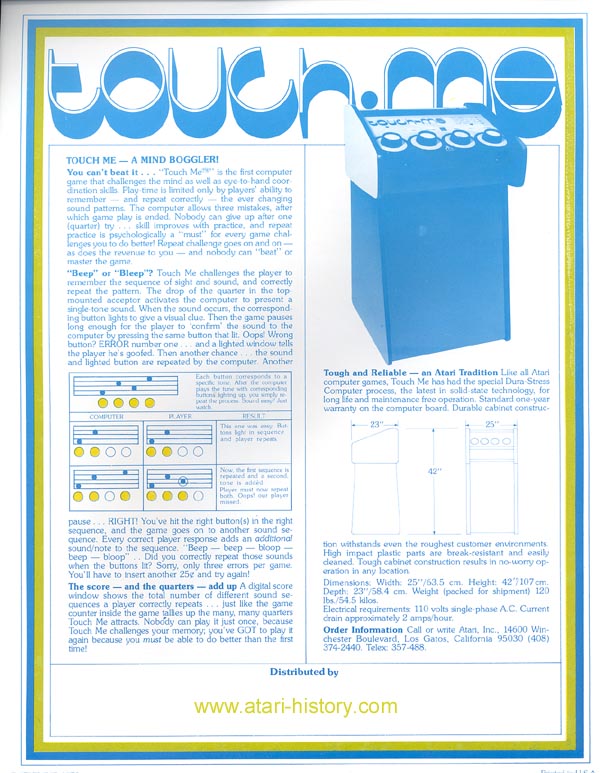 touch·me
TOUCH ME — A MIND BOGGLER!
You can't beat it . . . "Touch Me™" is the first computer
game that challenges the mind as well as eye-to-hand coor-
dination skills. Play-time is limited only by players' ability to
remember — and repeat correctly — the ever changing
sound patterns. The computer allows three mistakes, after
which game play is ended. Nobody can give up after one
(quarter) try . . . skill improves with practice, and repeat
practice is psychologically a "must" for every game chal-
lenges you to do better! Repeat challenge goes on and on —
as does the revenue to you — and nobody can "beat" or
master the game.
"Beep" or "Bleep"? Touch Me challenges the player to
remember the sequence of sight and sound, and correctly
repeat the pattern. The drop of the quarter in the top-
mounted acceptor activates the computer to present a
single-tone sound. When the sound occurs, the correspond-
ing button lights to give a visual clue. Then the game pauses
long enough for the player to 'confirm' the sound to the
computer by pressing the same button that lit. Oops! Wrong
button? ERROR number one . . . and a lighted window tells
the player he's goofed. Then another chance . . . the sound
and lighted button are repeated by the computer. Another
Each button corresponds to a
specific tone. After the computer
plays the tune with corresponding
buttons lighting up, you simply re-
peat the process. Sound easy? Just
watch.
COMPUTER PLAYER RESULT
This one was easy. But-
tons light in sequence
and player repeats.
Now, the first sequence is
repeated and a second
tone is added.
Player must now repeat
both. Oops! our player
missed.
pause . . . RIGHT! You've hit the right button(s) in the right
sequence, and the game goes on to another sound se-
quence. Every correct player response adds an additional
sound/note to the sequence. "Beep — beep — bloop —
beep — bloop" . . Did you correctly repeat those sounds
when the buttons lit? Sorry, only three errors per game.
You'll have to insert another 25¢ and try again!
The score — and the quarters — add up A digital score
window shows the total number of different sound se-
quences a player correctly repeats . . . just like the game
counter inside the game tallies up the many, many quarters
Touch Me attracts. Nobody can play it just once, because
Touch Me challenges your memory; you've GOT to play it
again because you must be able to do better than the first
time!
touch·me
Tough and Reliable — an Atari Tradition Like all Atari
computer games, Touch Me has had the special Dura-Stress
Computer process, the latest in solid-state technology, for
long life and maintenance free operation. Standard one-year
warranty on the computer board. Durable cabinet construc-
23" 25"
42"
tion withstands even the roughest customer environments.
High impact plastic parts are break-resistant and easily
cleaned. Tough cabinet construction results in no-worry op-
eration in any location.
Dimensions: Width: 25"/53.5 cm. Height: 42"/107 cm.
Depth: 23"/58.4 cm. Weight (packed for shipment) 120
lbs./54.5 kilos.
Electrical requirements: 110 volts single-phase A.C. Current
drain approximately 2 amps/hour.
Order Information Call or write Atari, Inc., 14600 Win-
chester Boulevard, Los Gatos, California 95030 (408)
374-2440. Telex: 357-488.
Distributed by
www.atari-history.com
Printed in U.S.A.